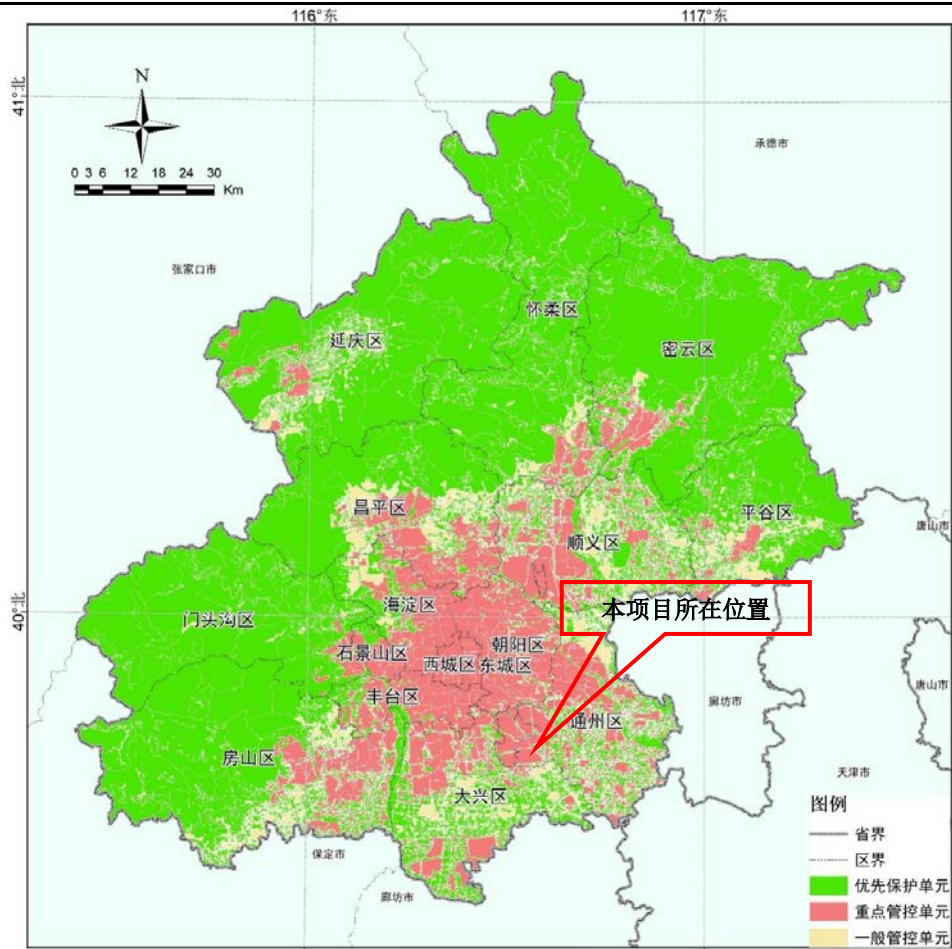 116°东
117°东
41°北
N
承德市
0 3 6 12 18 24 30
Km
张家口市
怀柔区
延庆区
密云区
昌平区
平谷区
唐山市
顺义区
本项目所在位置
40°北
海淀区
门头沟区
朝阳区
石景山区
西城区 东城区
唐山市
丰台区
廊坊市
通州区
房山区
天津市
大兴区
图例
省界
保定市
区界
廊坊市
优先保护单元
重点管控单元
一般管控单元